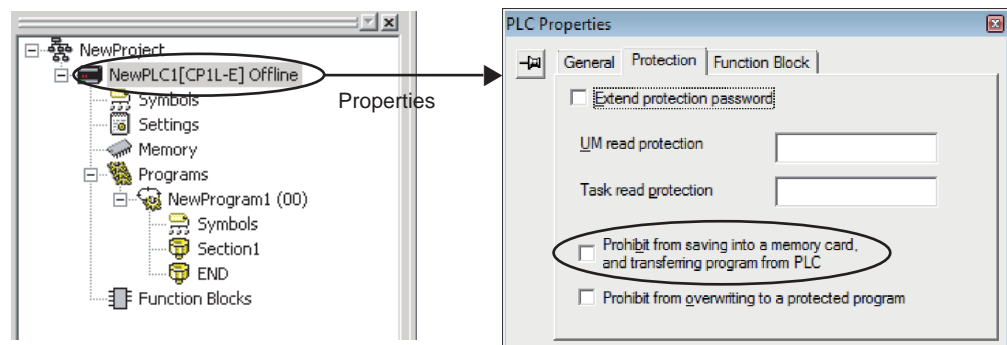 NewProject
NewPLC1[CP1L-E] Offline
Symbols
Settings
Memory
Programs
NewProgram1 (00)
Symbols
Section1
END
Function Blocks
Properties
PLC Properties
General Protection Function Block
Extend protection password
UM read protection
Task read protection
Prohibit from saving into a memory card,
and transferring program from PLC
Prohibit from overwriting to a protected program